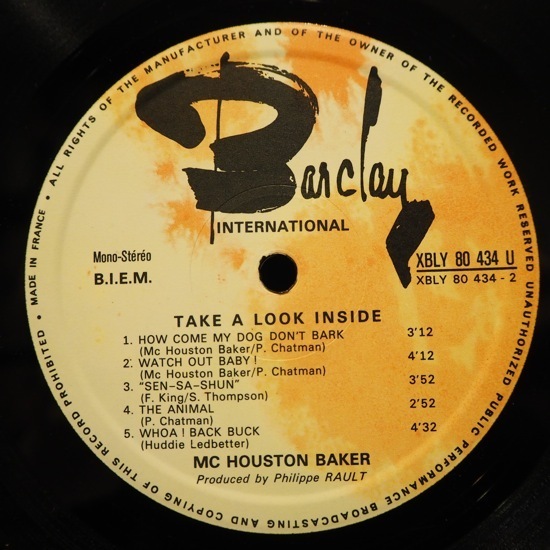 ALL RIGHTS OF THE MANUFACTURER AND OF THE OWNER OF THE RECORDED WORK RESERVED UNAUTHORIZED PUBLIC PERFORMANCE BROADCASTING AND COPYING OF THIS RECORD PROHIBITED • MADE IN FRANCE •
Barclay
INTERNATIONAL
Mono-Stéréo
B.I.E.M.
XBLY 80 434 U
XBLY 80 434 - 2
TAKE A LOOK INSIDE
1. HOW COME MY DOG DON'T BARK 3'12
(Mc Houston Baker/P. Chatman)
2. WATCH OUT BABY ! 4'12
(Mc Houston Baker/P. Chatman)
3. "SEN-SA-SHUN" 3'52
(F. King/S. Thompson)
4. THE ANIMAL 2'52
(P. Chatman)
5. WHOA ! BACK BUCK 4'32
(Huddie Ledbetter)
MC HOUSTON BAKER
Produced by Philippe RAULT